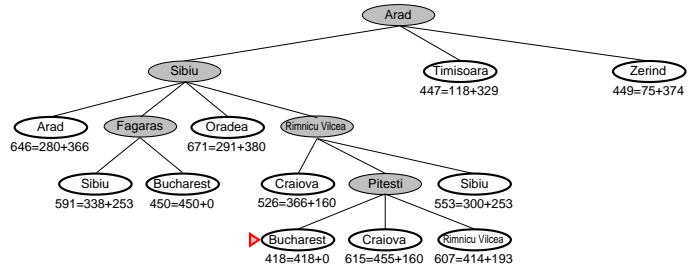 Arad
Sibiu Timisoara Zerind
447=118+329 449=75+374
Arad Fagaras Oradea Rimnicu Vilcea
646=280+366 671=291+380
Sibiu Bucharest Craiova Pitesti Sibiu
591=338+253 450=450+0 526=366+160 553=300+253
Bucharest Craiova Rimnicu Vilcea
418=418+0 615=455+160 607=414+193